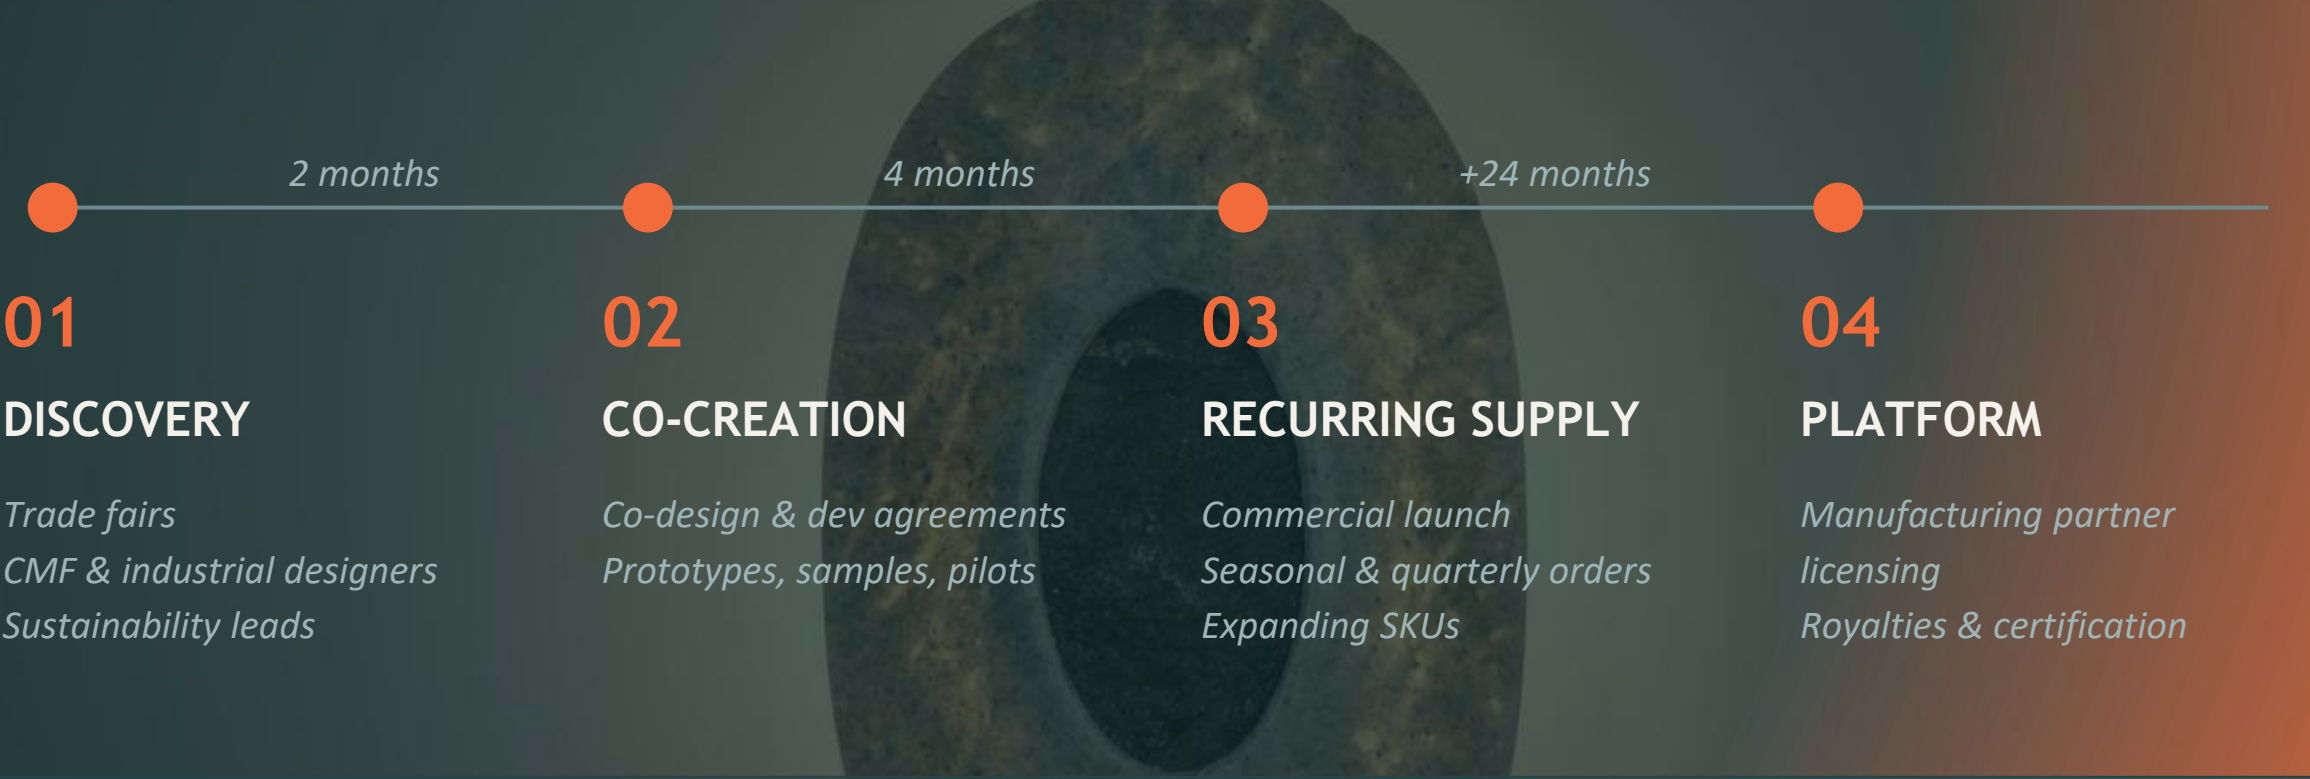 2 months
4 months
+24 months
01
DISCOVERY
Trade fairs
CMF & industrial designers
Sustainability leads
02
CO-CREATION
Co-design & dev agreements
Prototypes, samples, pilots
03
RECURRING SUPPLY
Commercial launch
Seasonal & quarterly orders
Expanding SKUs
04
PLATFORM
Manufacturing partner
licensing
Royalties & certification